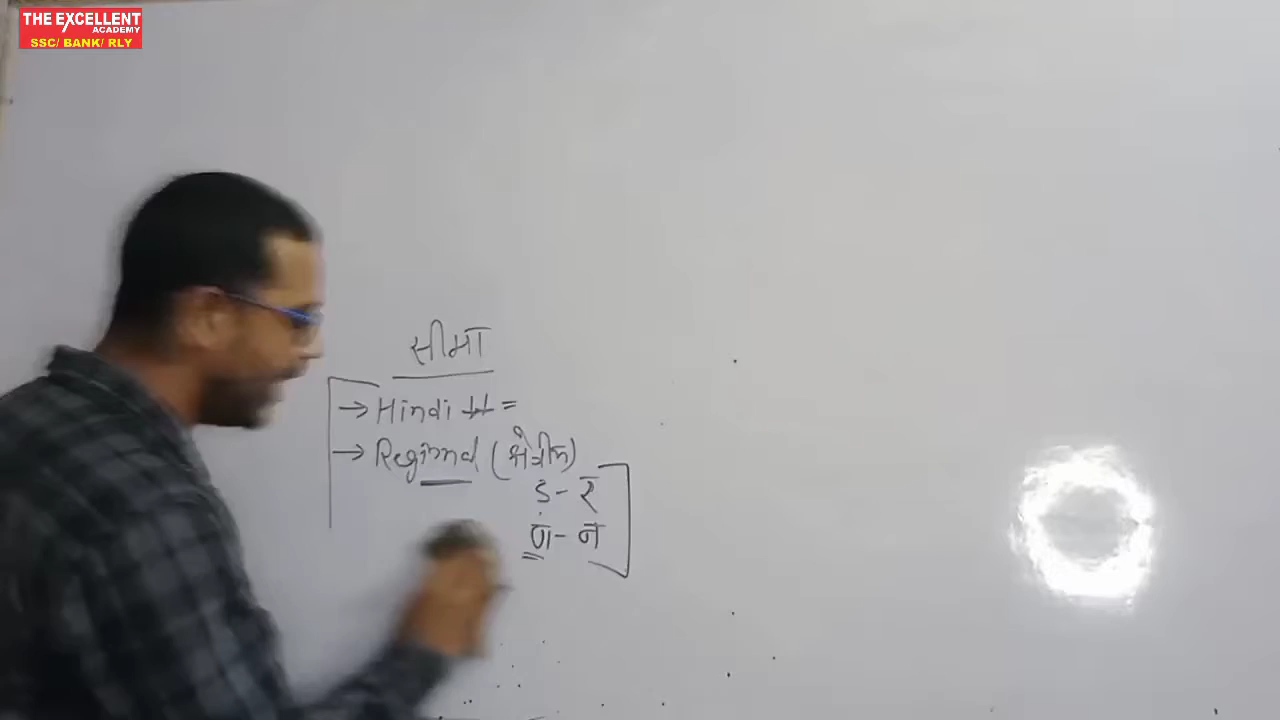 THE EXCELLENT
ACADEMY
SSC/ BANK/ RLY
सीमा
→ Hindi =
→ Regional (क्षेत्रीय)
ड़ - र
ण - न